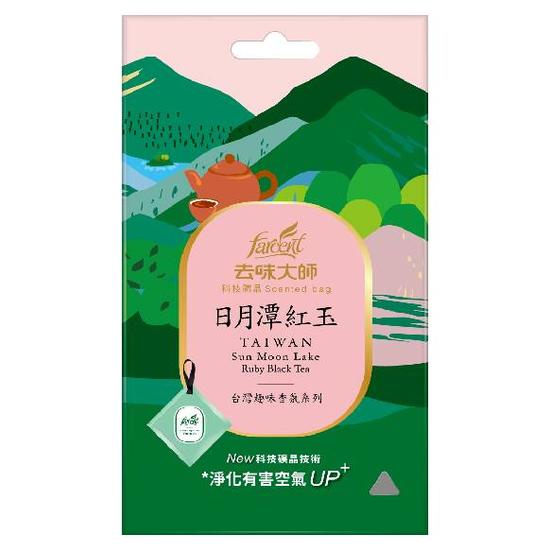 farcent
去味大師
科技礦晶 Scented bag
日月潭紅玉
TAIWAN
Sun Moon Lake
Ruby Black Tea
台灣趣味香氛系列
farcent
New 科技礦晶技術
*淨化有害空氣 UP+